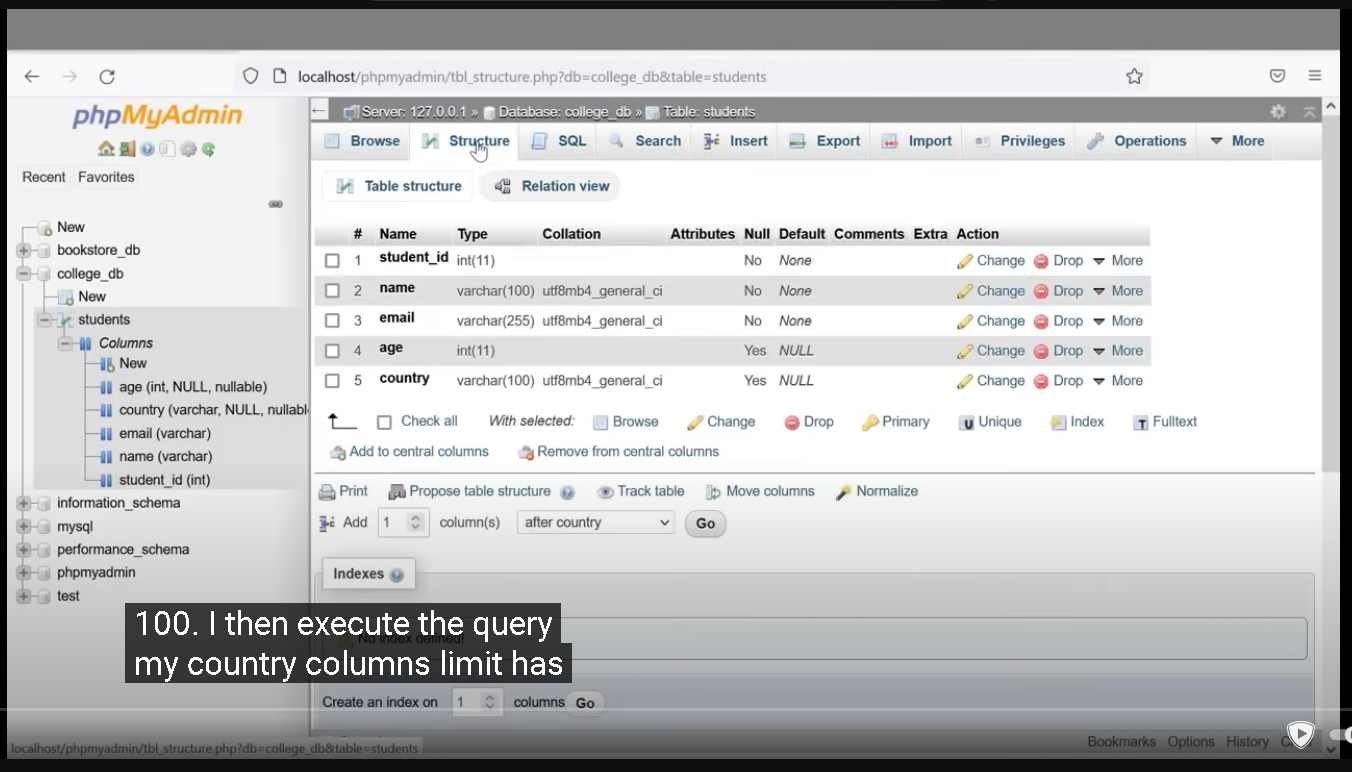 localhost/phpmyadmin/tbl_structure.php?db=college_db&table=students
phpMyAdmin
Recent Favorites
New
bookstore_db
college_db
New
students
Columns
New
age (int, NULL, nullable)
country (varchar, NULL, nullabl
email (varchar)
name (varchar)
student_id (int)
information_schema
mysql
performance_schema
phpmyadmin
test
Server: 127.0.0.1 » Database: college_db » Table: students
Browse Structure SQL Search Insert Export Import Privileges Operations More
Table structure Relation view
# Name Type Collation Attributes Null Default Comments Extra Action
1 student_id int(11) No None Change Drop More
2 name varchar(100) utf8mb4_general_ci No None Change Drop More
3 email varchar(255) utf8mb4_general_ci No None Change Drop More
4 age int(11) Yes NULL Change Drop More
5 country varchar(100) utf8mb4_general_ci Yes NULL Change Drop More
Check all With selected: Browse Change Drop Primary Unique Index Fulltext
Add to central columns Remove from central columns
Print Propose table structure Track table Move columns Normalize
Add 1 column(s) after country Go
Indexes
No index defined!
100. I then execute the query
my country columns limit has
Create an index on 1 columns Go
Bookmarks Options History
localhost/phpmyadmin/tbl_structure.php?db=college_db&table=students